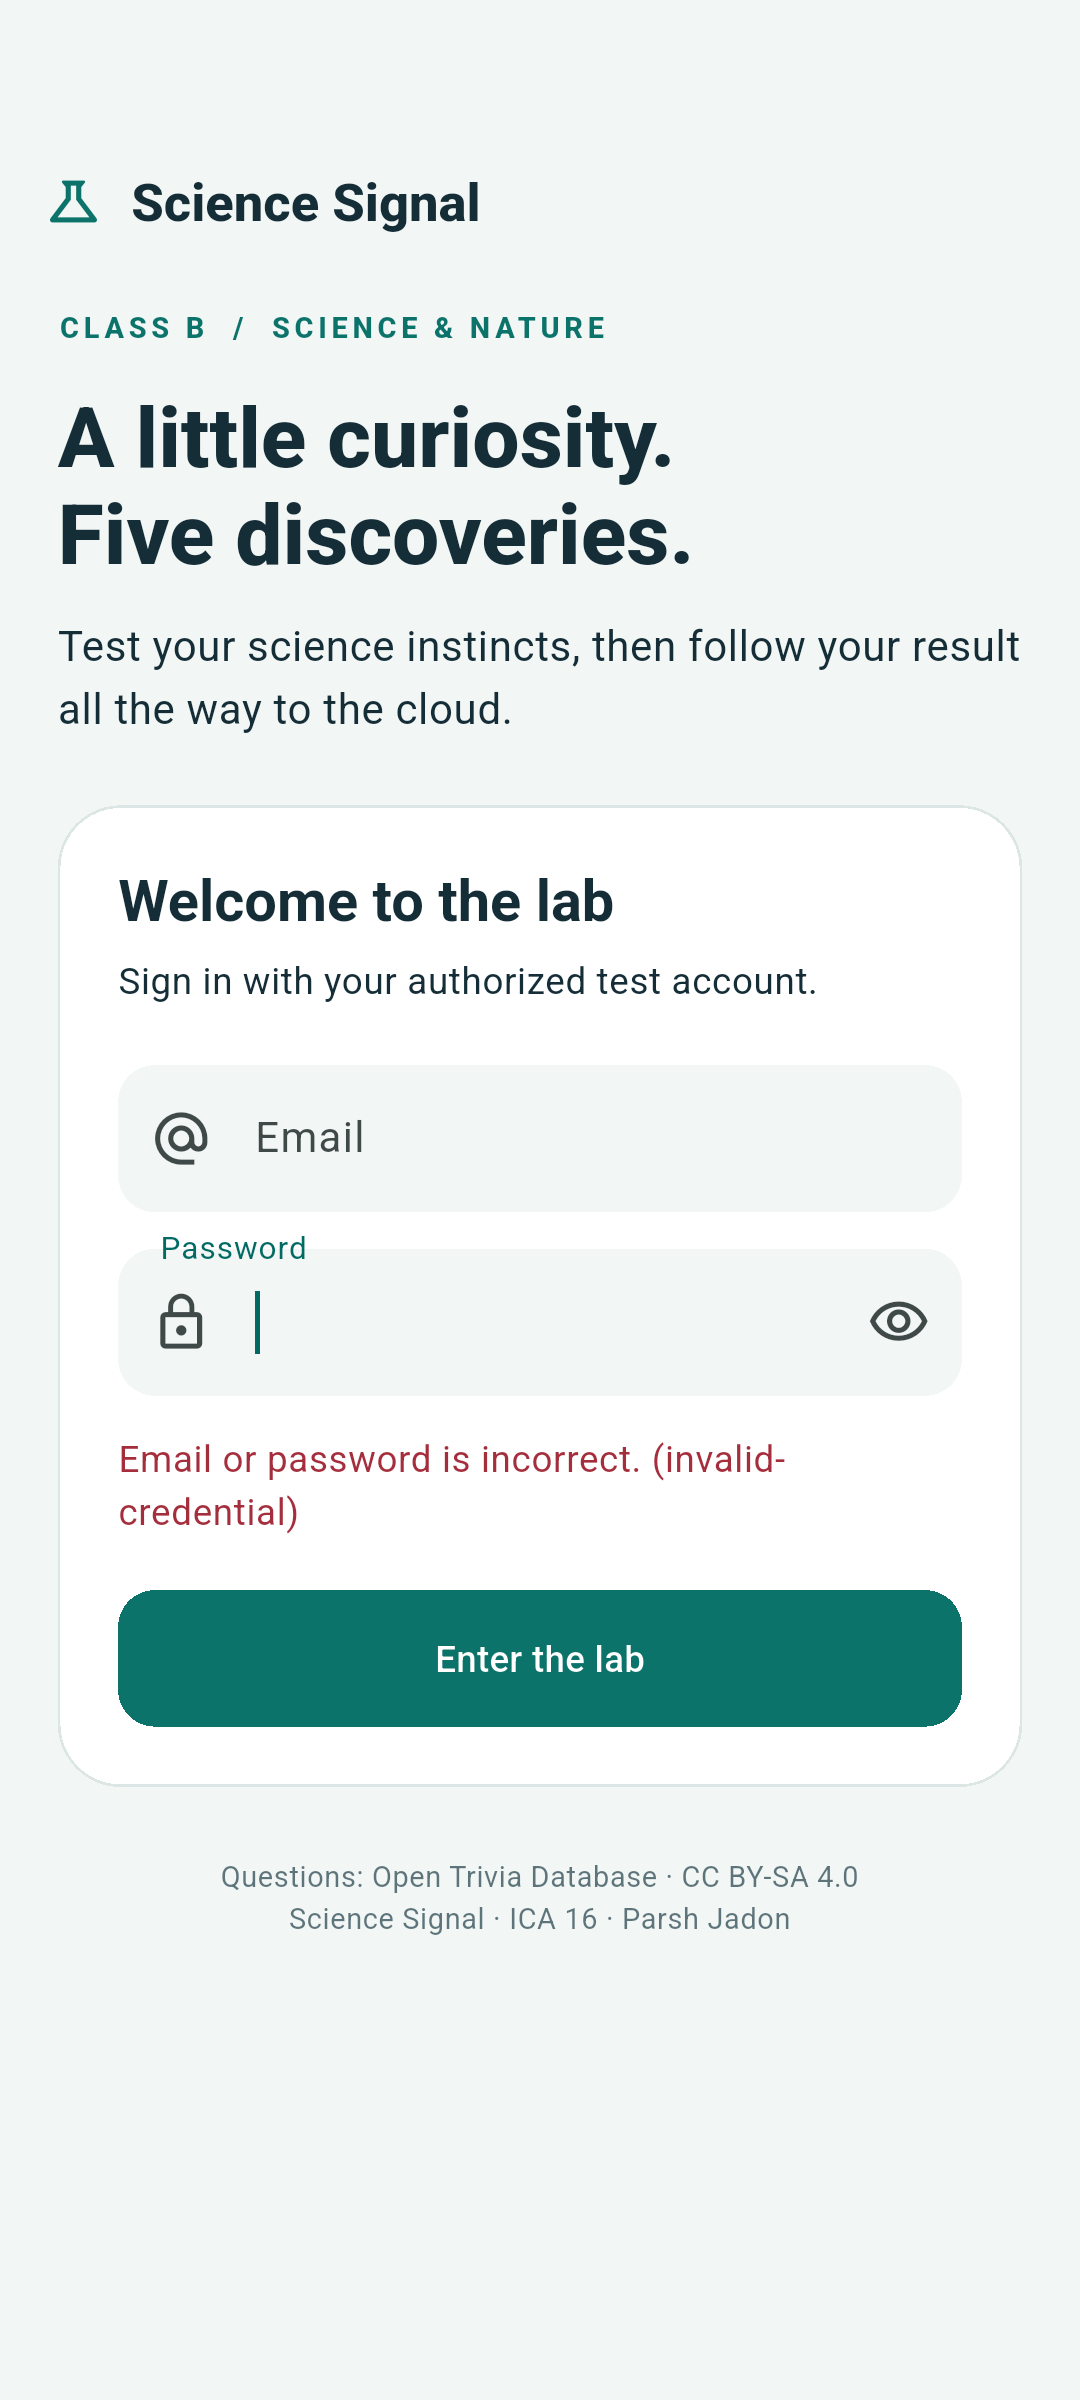 Science Signal
CLASS B / SCIENCE & NATURE
A little curiosity.
Five discoveries.
Test your science instincts, then follow your result
all the way to the cloud.
Welcome to the lab
Sign in with your authorized test account.
Email
Password
Email or password is incorrect. (invalid-
credential)
Enter the lab
Questions: Open Trivia Database · CC BY-SA 4.0
Science Signal · ICA 16 · Parsh Jadon